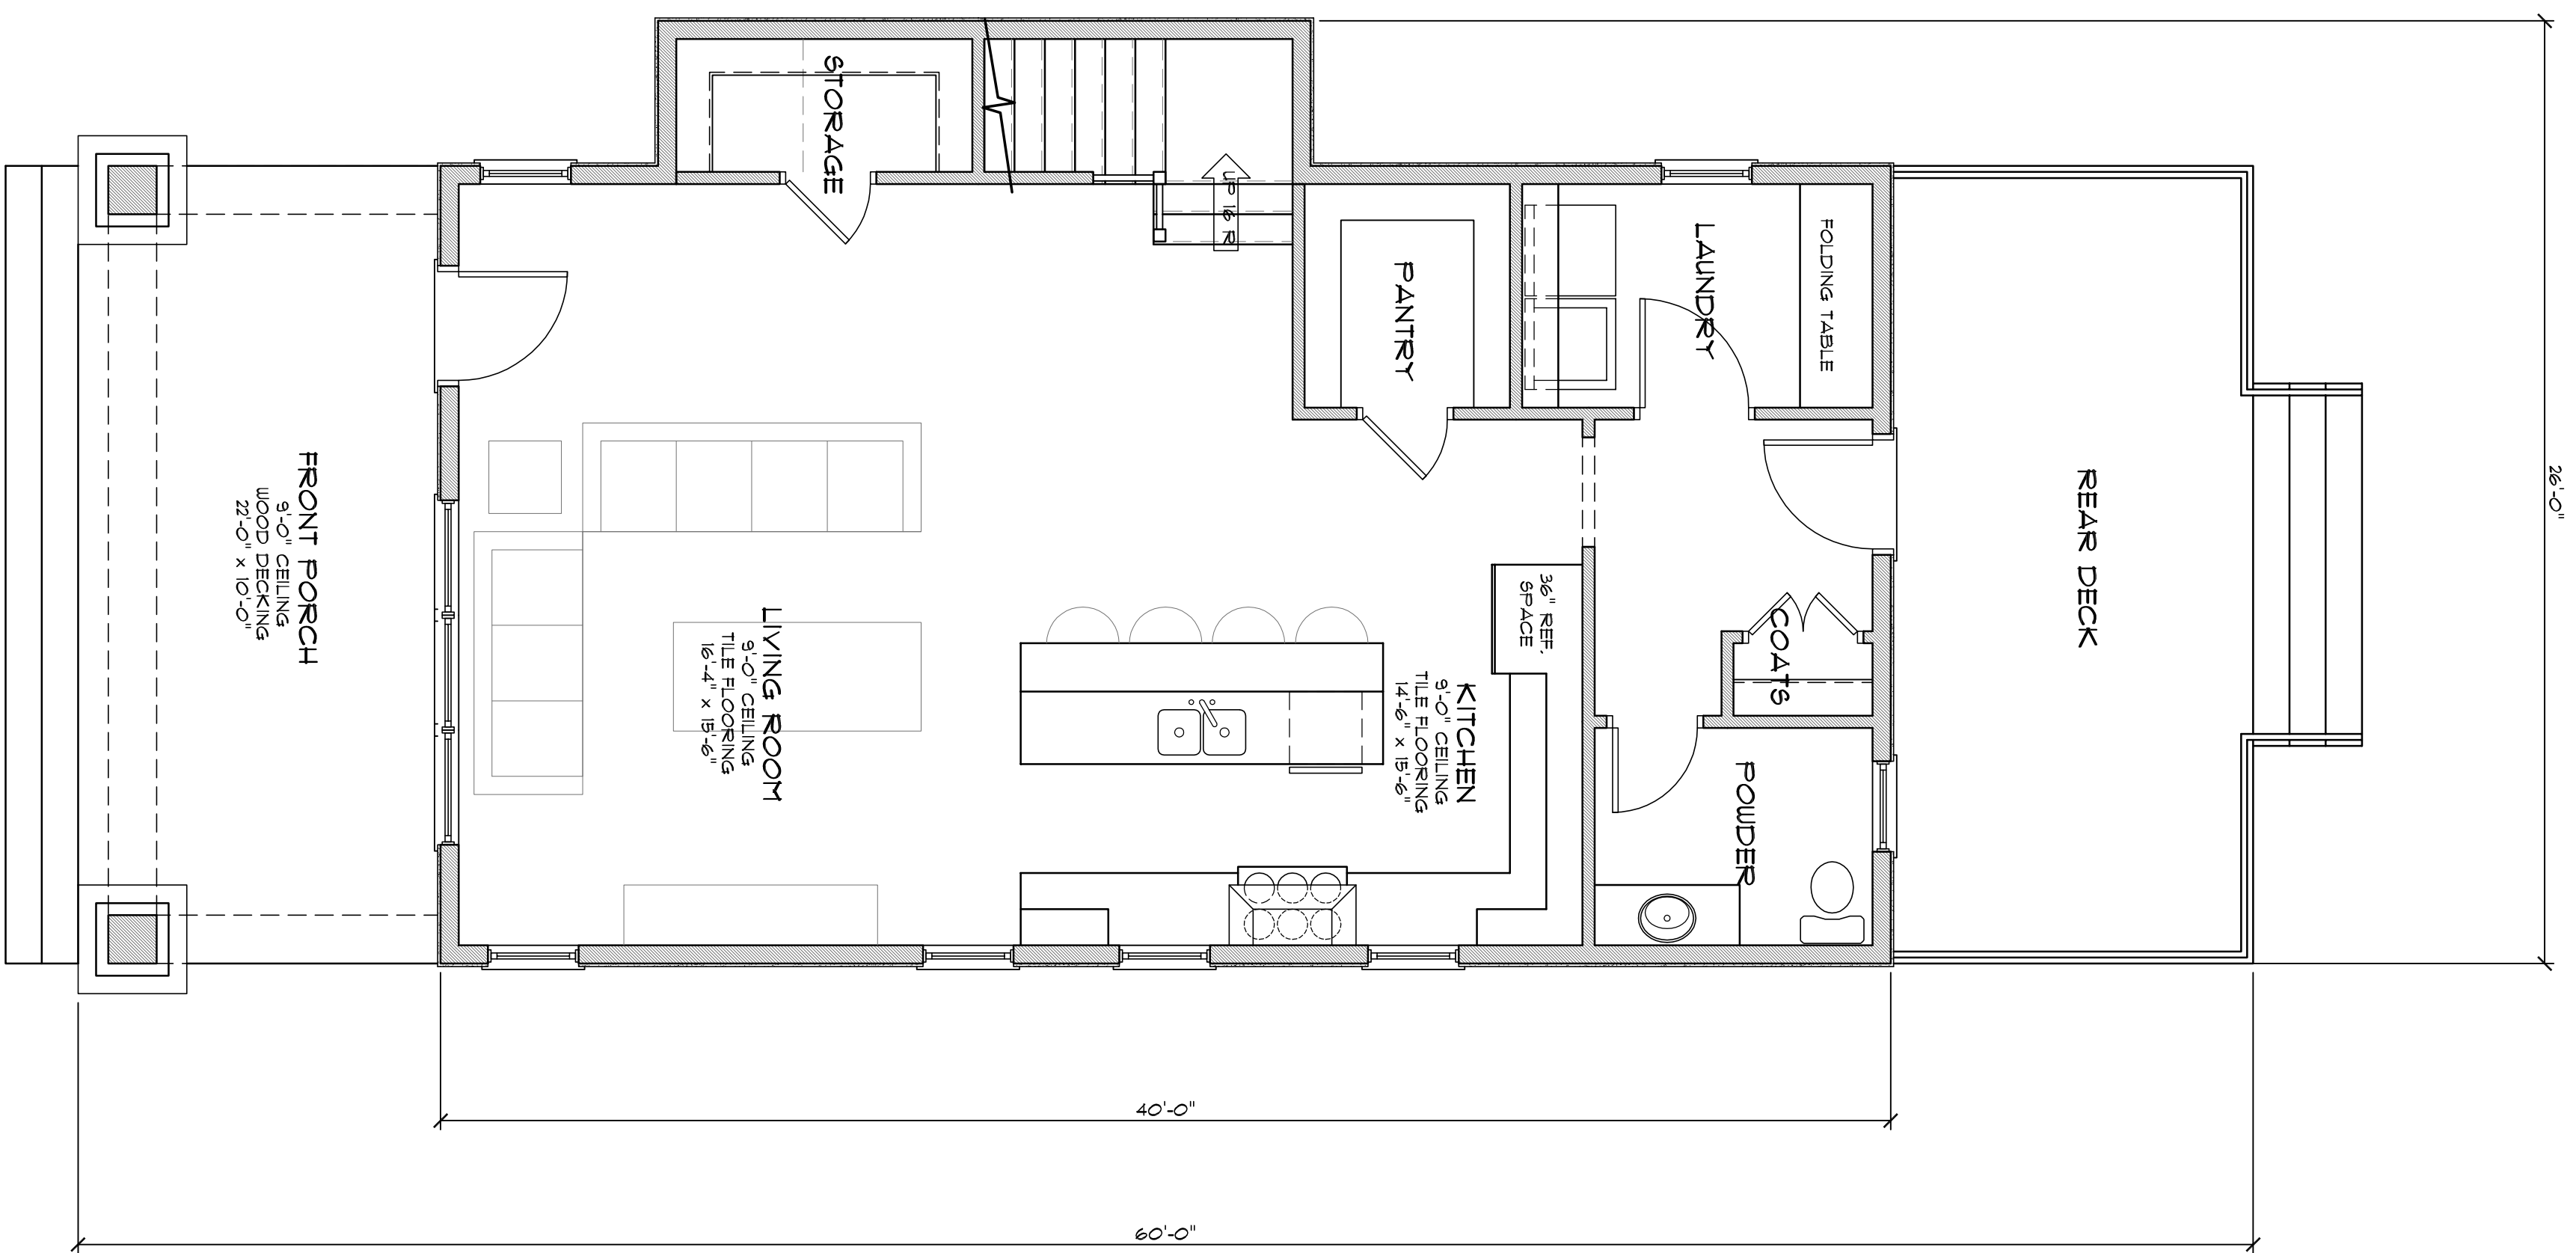 STORAGE
UP 16 R
PANTRY
LAUNDRY
FOLDING TABLE
FRONT PORCH
9'-0" CEILING
WOOD DECKING
22'-0" x 10'-0"
LIVING ROOM
9'-0" CEILING
TILE FLOORING
16'-4" x 15'-6"
KITCHEN
9'-0" CEILING
TILE FLOORING
14'-6" x 15'-6"
36" REF.
SPACE
COATS
POWDER
REAR DECK
26'-0"
40'-0"
60'-0"